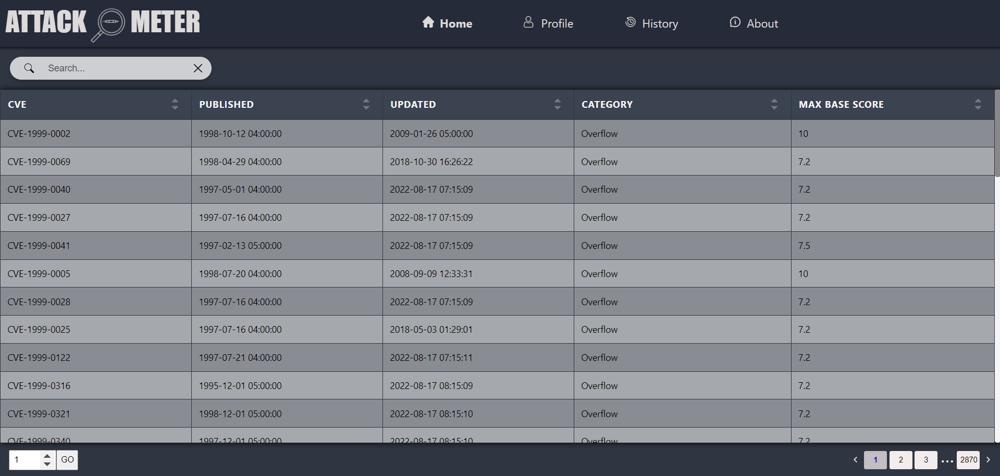 ATTACK METER
Home Profile History About
Search...
CVE PUBLISHED UPDATED CATEGORY MAX BASE SCORE
CVE-1999-0002 1998-10-12 04:00:00 2009-01-26 05:00:00 Overflow 10
CVE-1999-0069 1998-04-29 04:00:00 2018-10-30 16:26:22 Overflow 7.2
CVE-1999-0040 1997-05-01 04:00:00 2022-08-17 07:15:09 Overflow 7.2
CVE-1999-0027 1997-07-16 04:00:00 2022-08-17 07:15:09 Overflow 7.2
CVE-1999-0041 1997-02-13 05:00:00 2022-08-17 07:15:09 Overflow 7.5
CVE-1999-0005 1998-07-20 04:00:00 2008-09-09 12:33:31 Overflow 10
CVE-1999-0028 1997-07-16 04:00:00 2022-08-17 07:15:09 Overflow 7.2
CVE-1999-0025 1997-07-16 04:00:00 2018-05-03 01:29:01 Overflow 7.2
CVE-1999-0122 1997-07-21 04:00:00 2022-08-17 07:15:11 Overflow 7.2
CVE-1999-0316 1995-12-01 05:00:00 2022-08-17 08:15:09 Overflow 7.2
CVE-1999-0321 1998-12-01 05:00:00 2022-08-17 08:15:10 Overflow 7.2
CVE-1999-0340 1997-12-01 05:00:00 2022-08-17 08:15:10 Overflow 7.2
1 GO 1 2 3 ... 2870